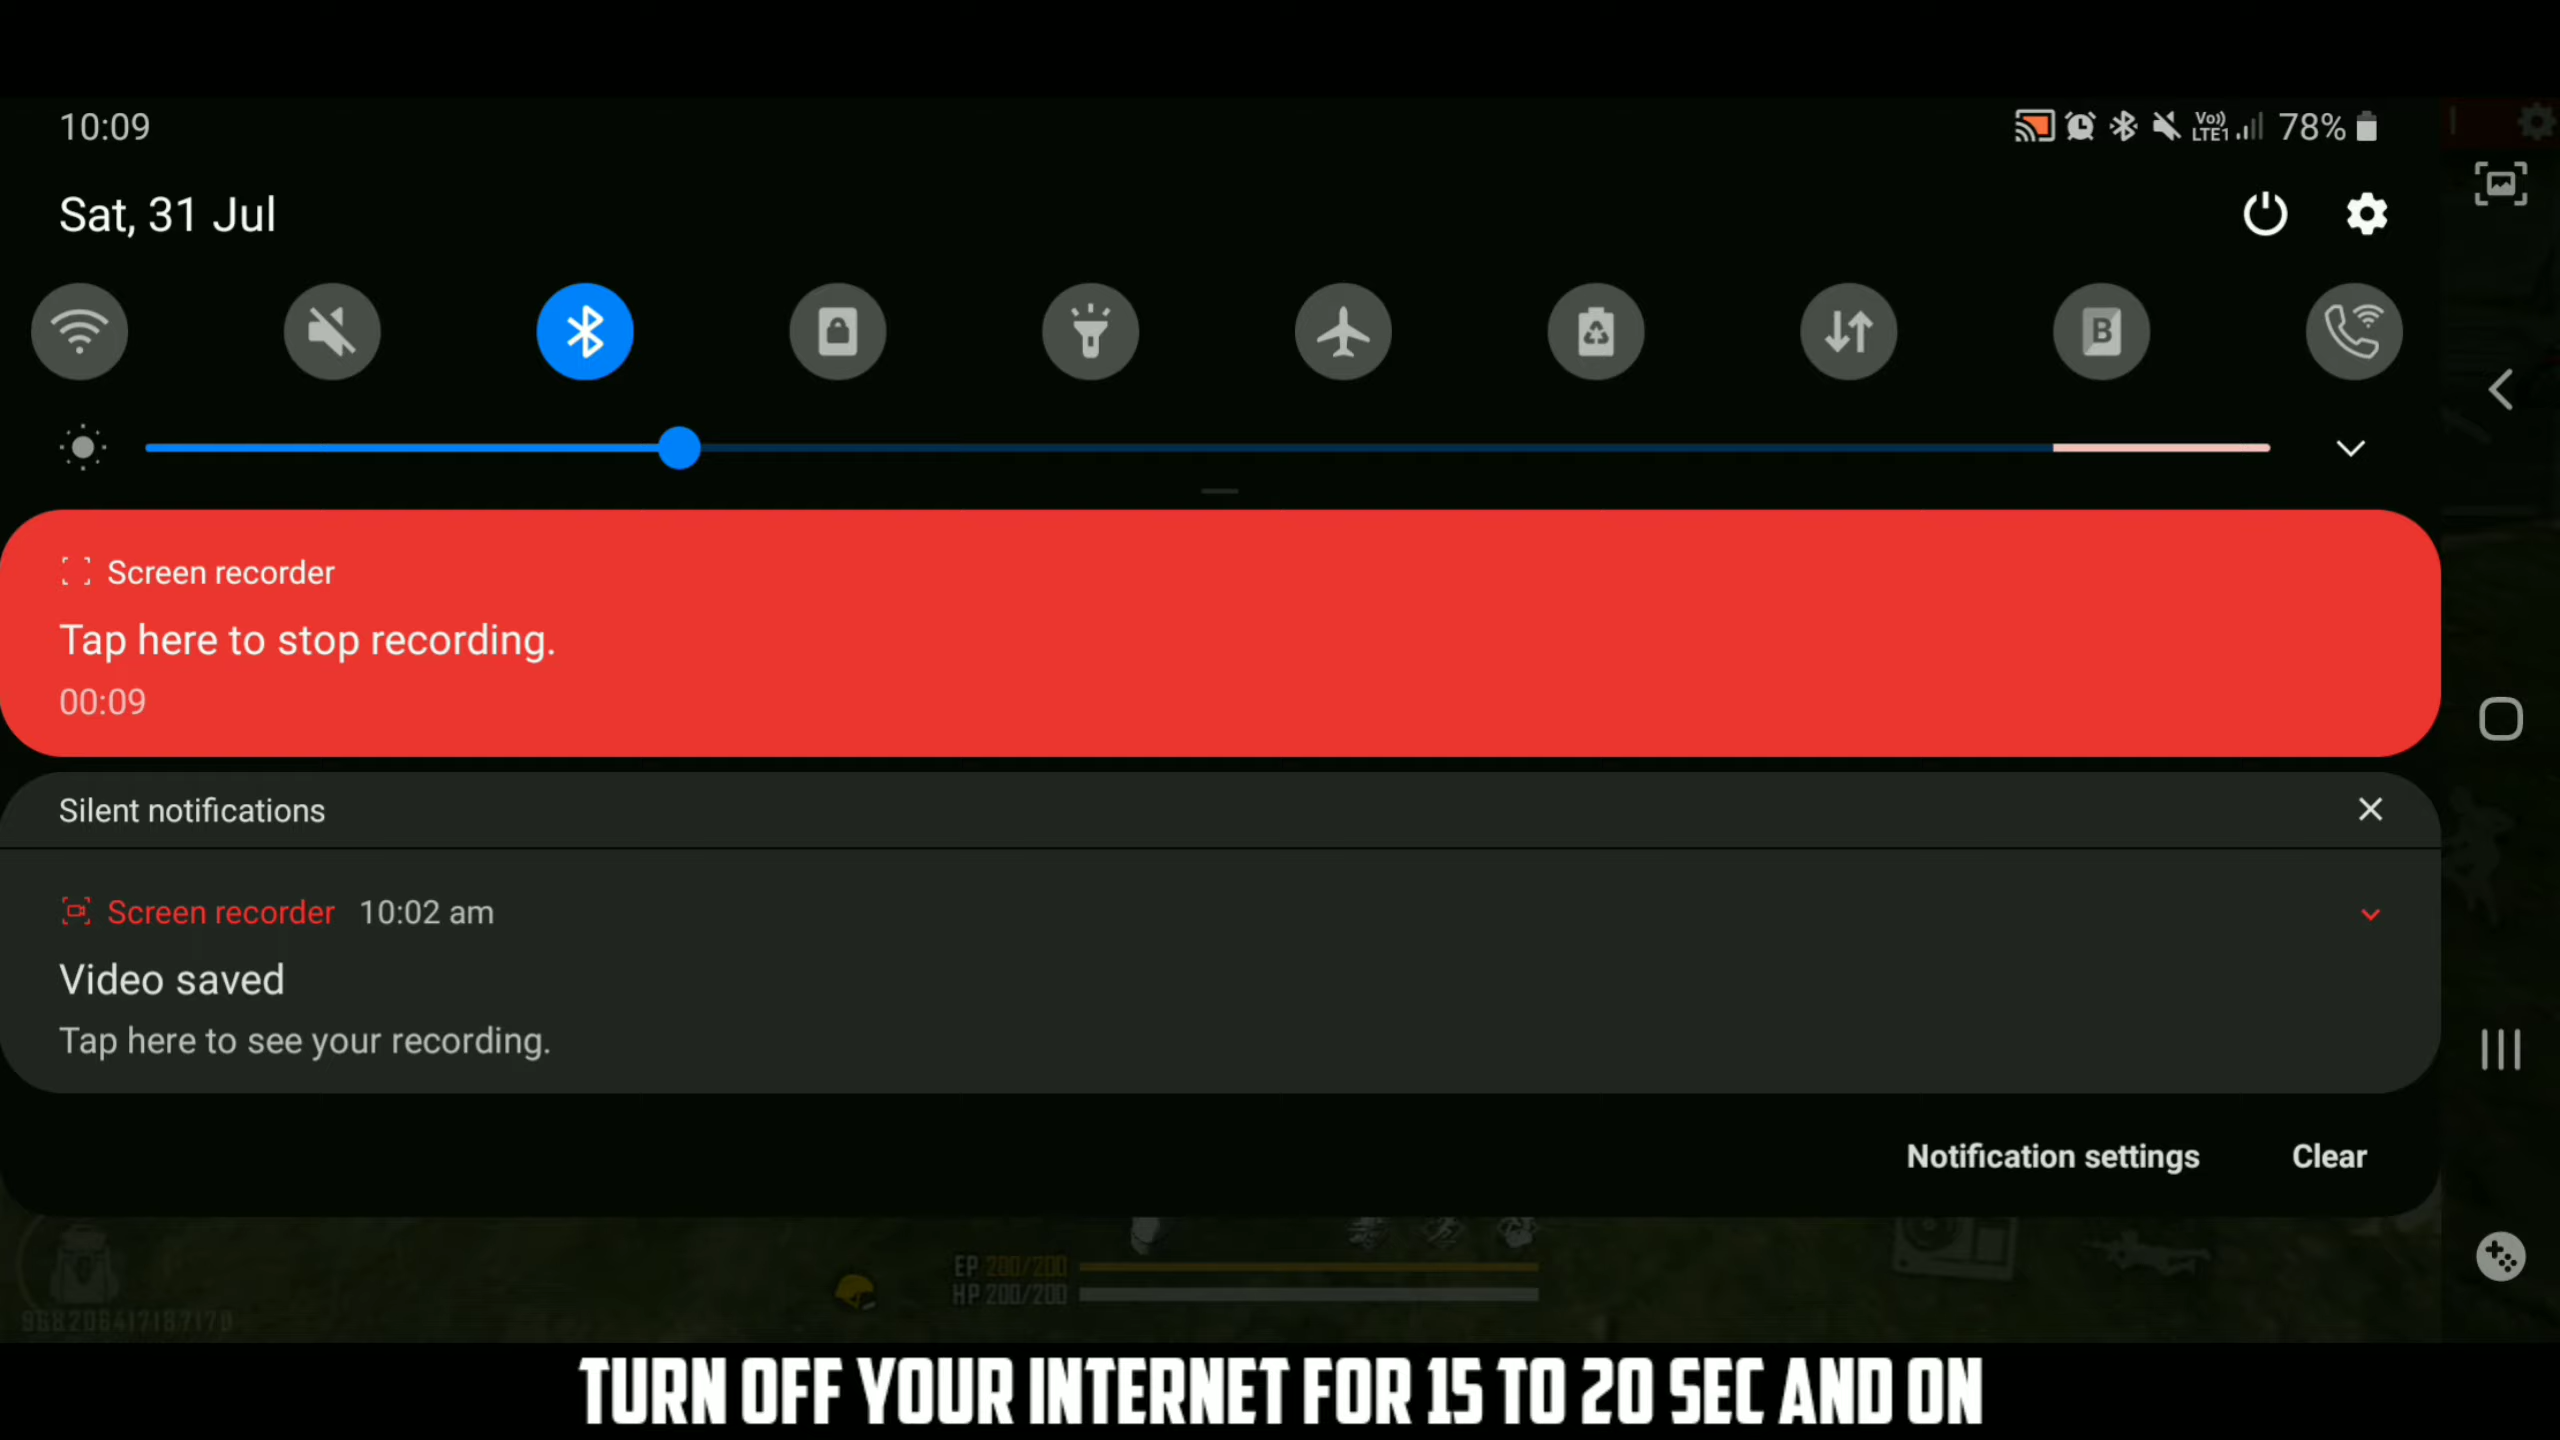 10:09
Vo)) LTE1 78%
Sat, 31 Jul
B
Screen recorder
Tap here to stop recording.
00:09
Silent notifications
Screen recorder 10:02 am
Video saved
Tap here to see your recording.
Notification settings Clear
EP 200/200
HP 200/200
TURN OFF YOUR INTERNET FOR 15 TO 20 SEC AND ON